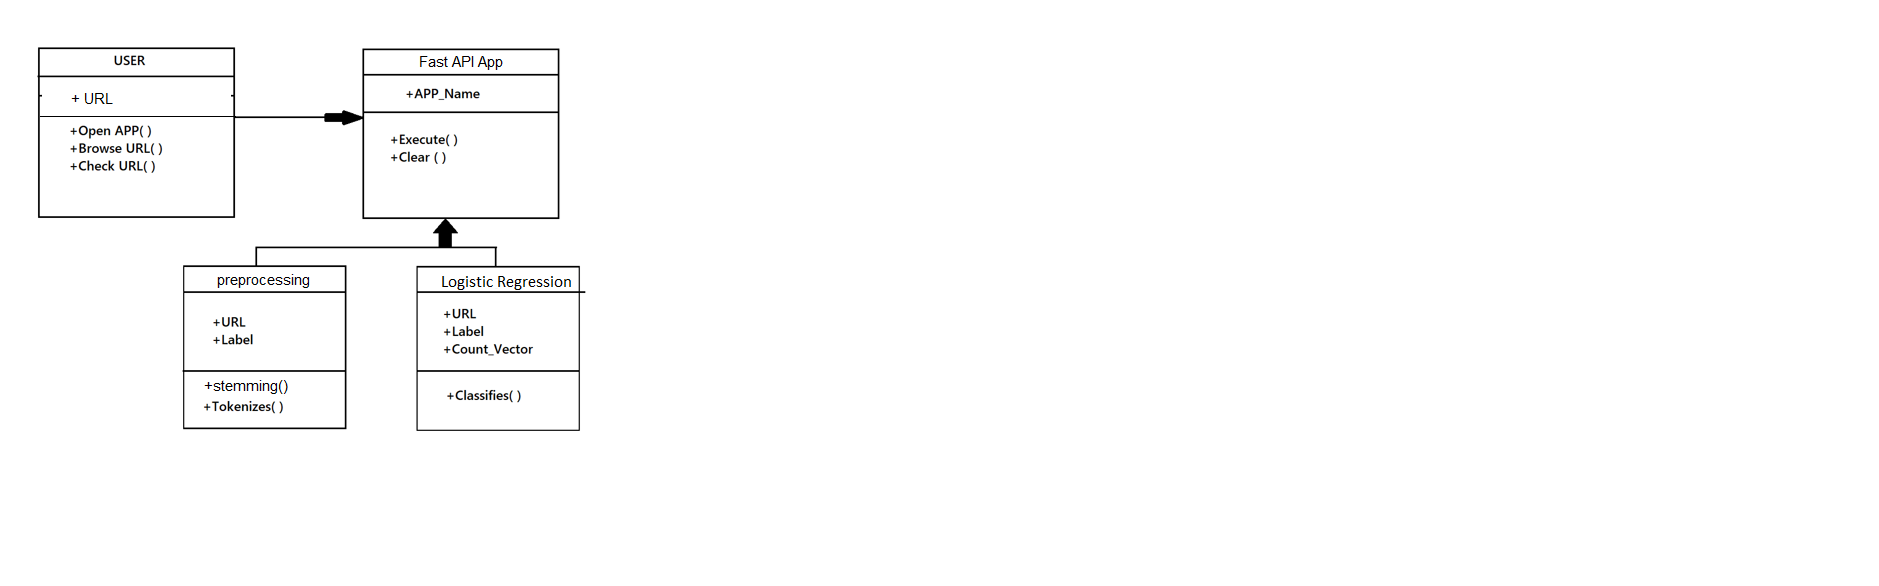 USER
+ URL
+Open APP( )
+Browse URL( )
+Check URL( )
Fast API App
+APP_Name
+Execute( )
+Clear ( )
preprocessing
+URL
+Label
+stemming()
+Tokenizes( )
Logistic Regression
+URL
+Label
+Count_Vector
+Classifies( )